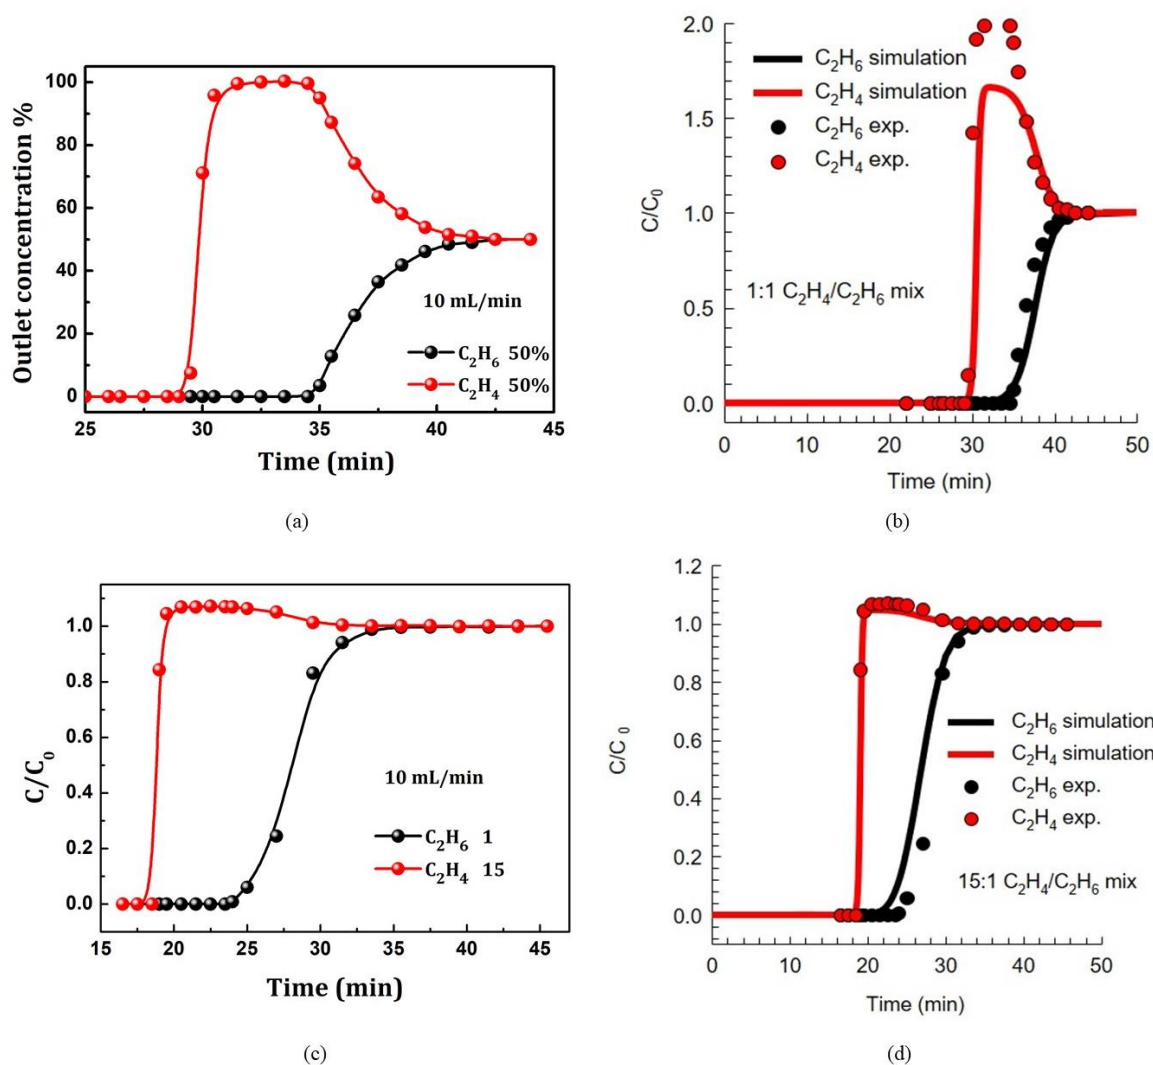 100
80
60
40
20
0
Outlet concentration %
10 mL/min
C₂H₆ 50%
C₂H₄ 50%
25 30 35 40 45
Time (min)
(a)
2.0
1.5
1.0
0.5
0.0
C/C₀
C₂H₆ simulation
C₂H₄ simulation
C₂H₆ exp.
C₂H₄ exp.
1:1 C₂H₄/C₂H₆ mix
0 10 20 30 40 50
Time (min)
(b)
1.0
0.8
0.6
0.4
0.2
0.0
C/C₀
10 mL/min
C₂H₆ 1
C₂H₄ 15
15 20 25 30 35 40 45
Time (min)
(c)
1.2
1.0
0.8
0.6
0.4
0.2
0.0
C/C₀
C₂H₆ simulation
C₂H₄ simulation
C₂H₆ exp.
C₂H₄ exp.
15:1 C₂H₄/C₂H₆ mix
0 10 20 30 40 50
Time (min)
(d)